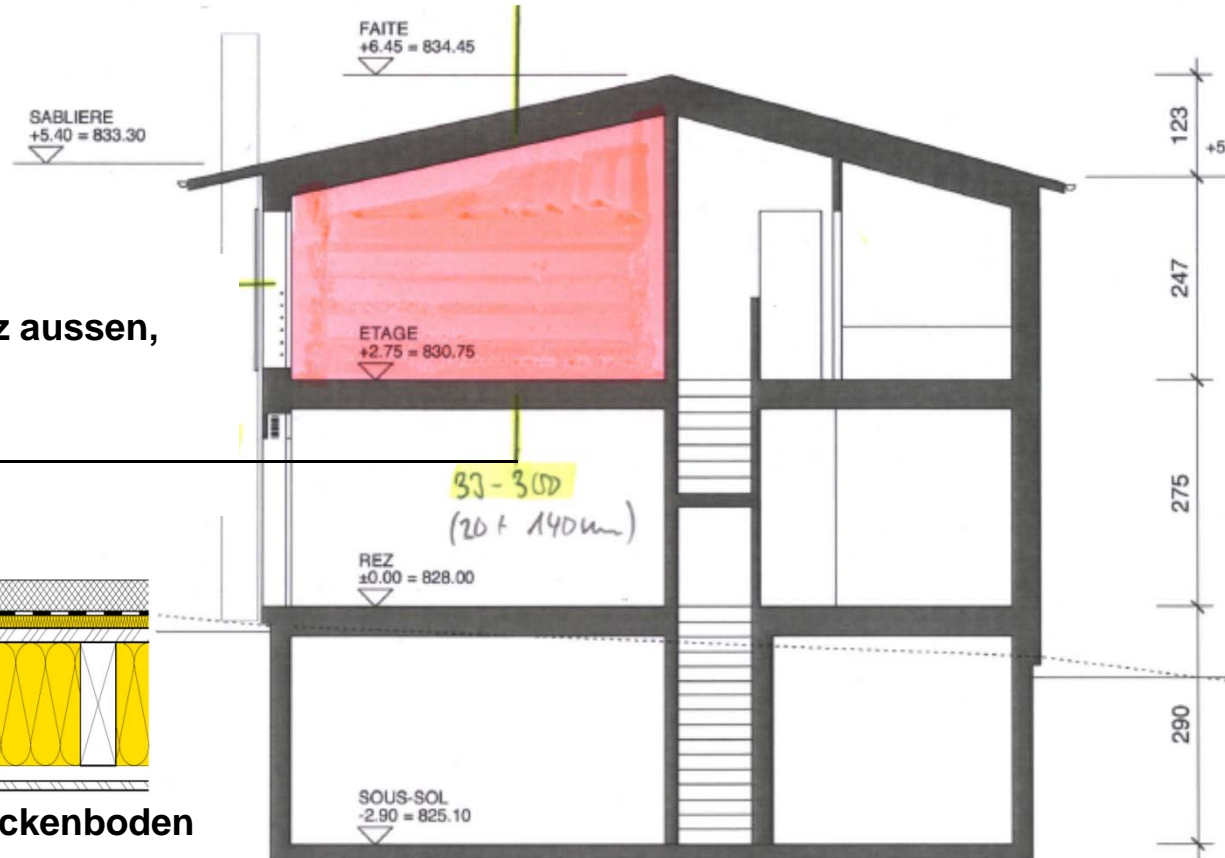 FAITE
+6.45 = 834.45
SABLIERE
+5.40 = 833.30
123
+5
247
z aussen,
ETAGE
+2.75 = 830.75
33-300
(20 + 140mm)
275
REZ
±0.00 = 828.00
290
SOUS-SOL
-2.90 = 825.10
ckenboden